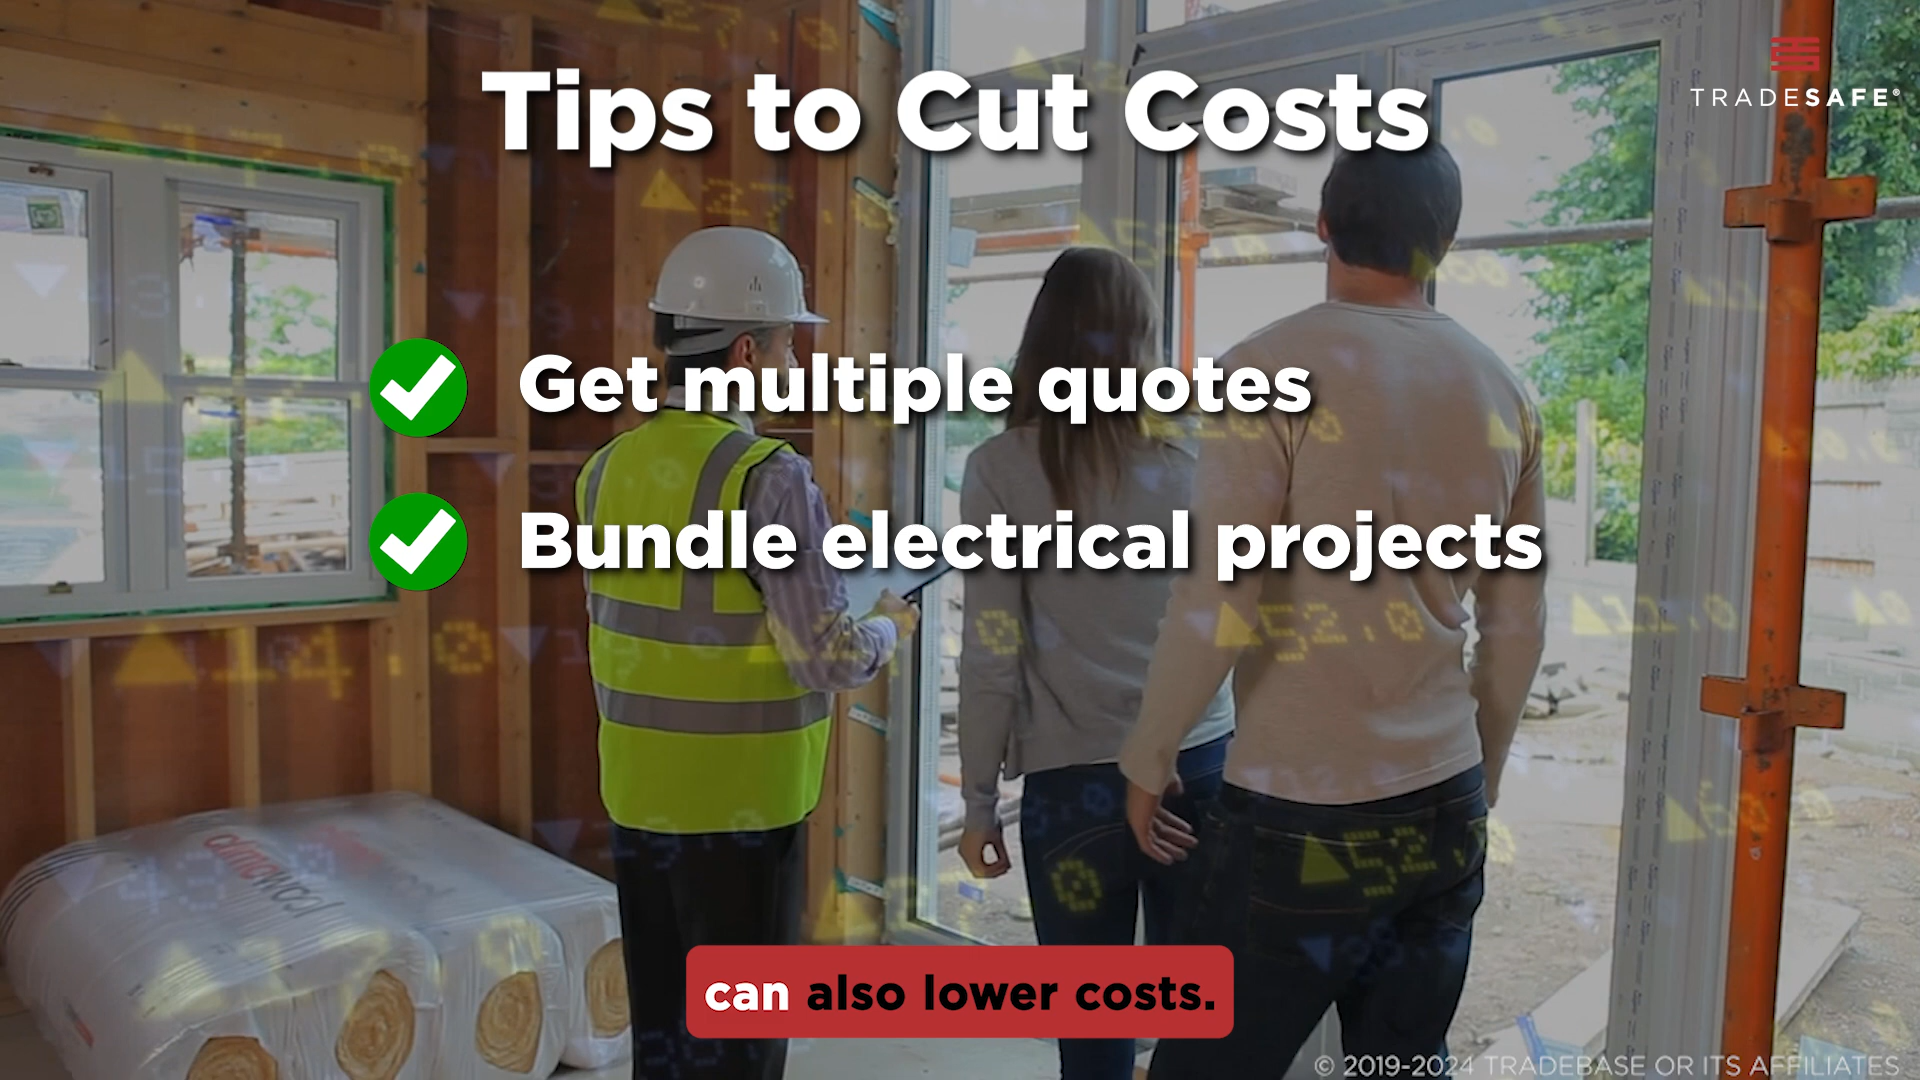 Tips to Cut Costs
TRADESAFE®
Get multiple quotes
Bundle electrical projects
can also lower costs.
© 2019-2024 TRADEBASE OR ITS AFFILIATES